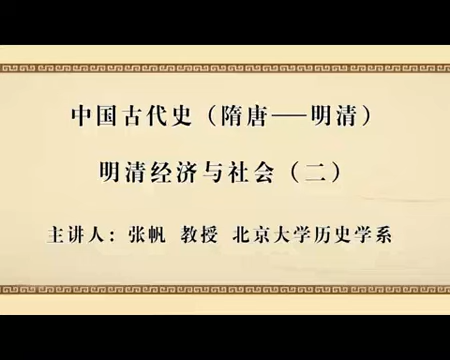 中国古代史（隋唐——明清）
明清经济与社会（二）
主讲人：张帆 教授 北京大学历史学系